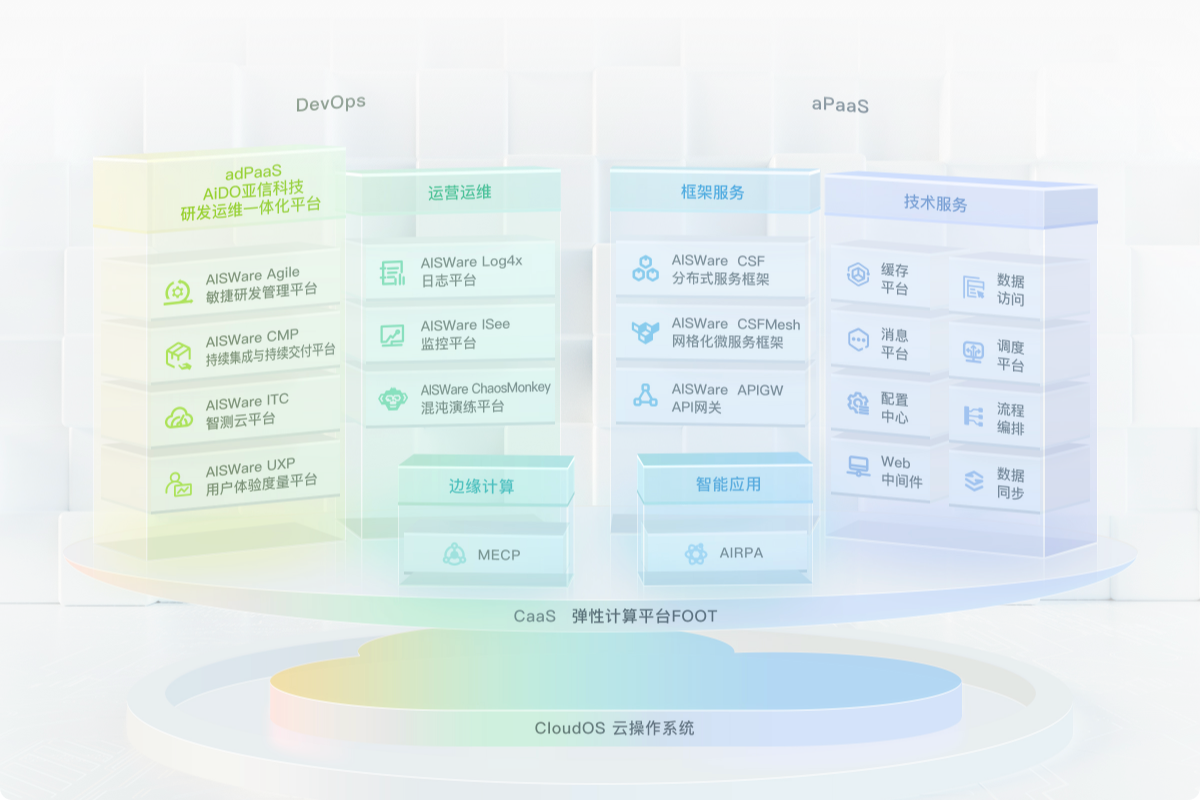 DevOps
aPaaS
adPaaS
AiDO亚信科技
研发运维一体化平台
AISWare Agile
敏捷研发管理平台
AISWare CMP
持续集成与持续交付平台
AISWare ITC
智测云平台
AISWare UXP
用户体验度量平台
运营运维
AISWare Log4x
日志平台
AISWare ISee
监控平台
AISWare ChaosMonkey
混沌演练平台
边缘计算
MECP
框架服务
AISWare CSF
分布式服务框架
AISWare CSFMesh
网格化微服务框架
AISWare APIGW
API网关
智能应用
AIRPA
技术服务
缓存
平台
数据
访问
消息
平台
调度
平台
配置
中心
流程
编排
Web
中间件
数据
同步
CaaS 弹性计算平台FOOT
CloudOS 云操作系统